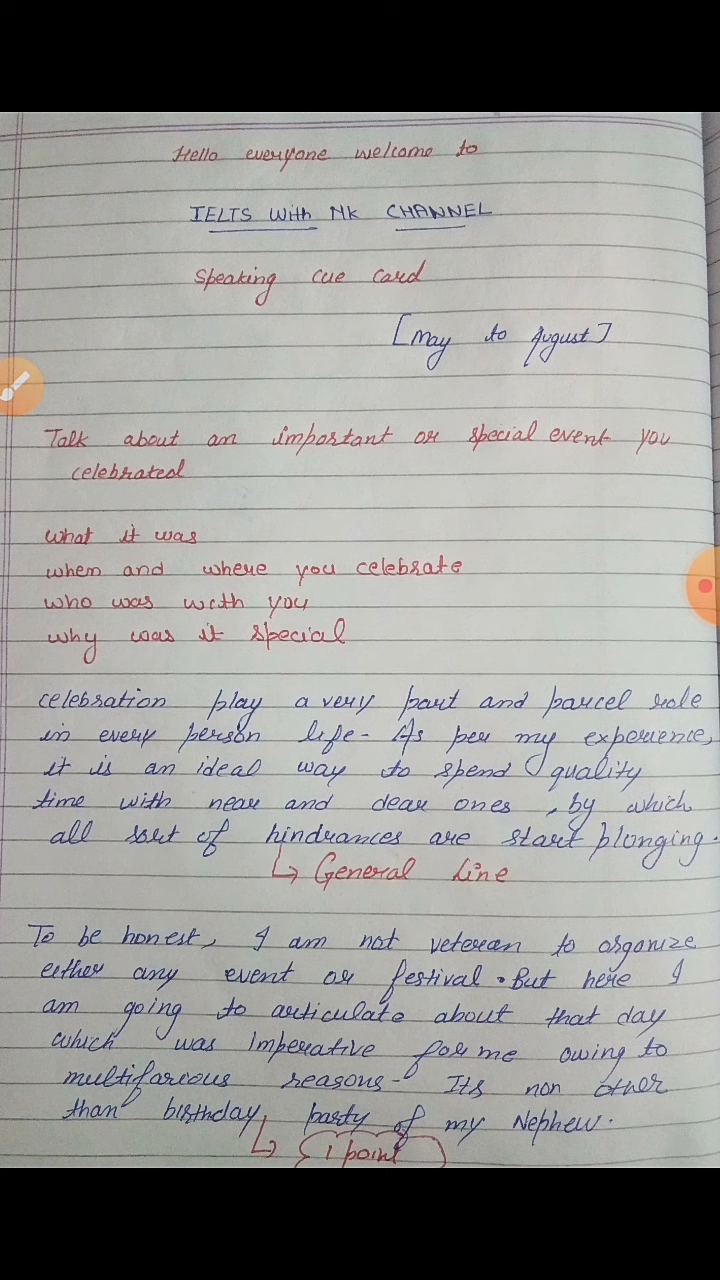 Hello everyone welcome to
IELTS with NK CHANNEL
Speaking cue card
[May to August]
Talk about an important or special event you
celebrated
what it was
when and where you celebrate
who was with you
why was it special
celebration play a very part and parcel role
in every person life- As per my experience,
it is an ideal way to spend quality
time with near and dear ones, by which
all sort of hindrances are start plonging.
↳ General Line
To be honest, I am not veteran to organize
either any event or festival. But here I
am going to articulate about that day
which was Imperative for me owing to
multifarious reasons- Its non other
than birthday party of my Nephew.
↳ 1 point